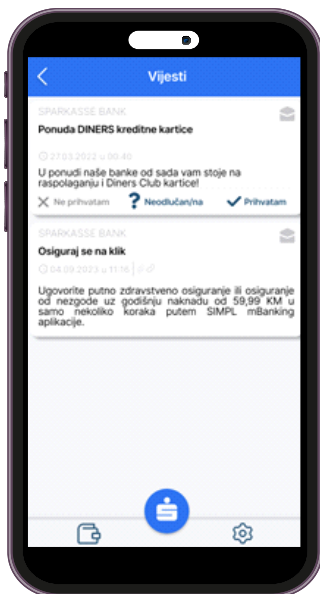 Vijesti
SPARKASSE BANK
Ponuda DINERS kreditne kartice
27.03.2022 u 00:40
U ponudi naše banke od sada vam stoje na
raspolaganju i Diners Club kartice!
Ne prihvatam ? Neodlučan/na Prihvatam
SPARKASSE BANK
Osiguraj se na klik
04.09.2023 u 11:16
Ugovorite putno zdravstveno osiguranje ili osiguranje
od nezgode uz godišnju naknadu od 59,99 KM u
samo nekoliko koraka putem SIMPL mBanking
aplikacije.